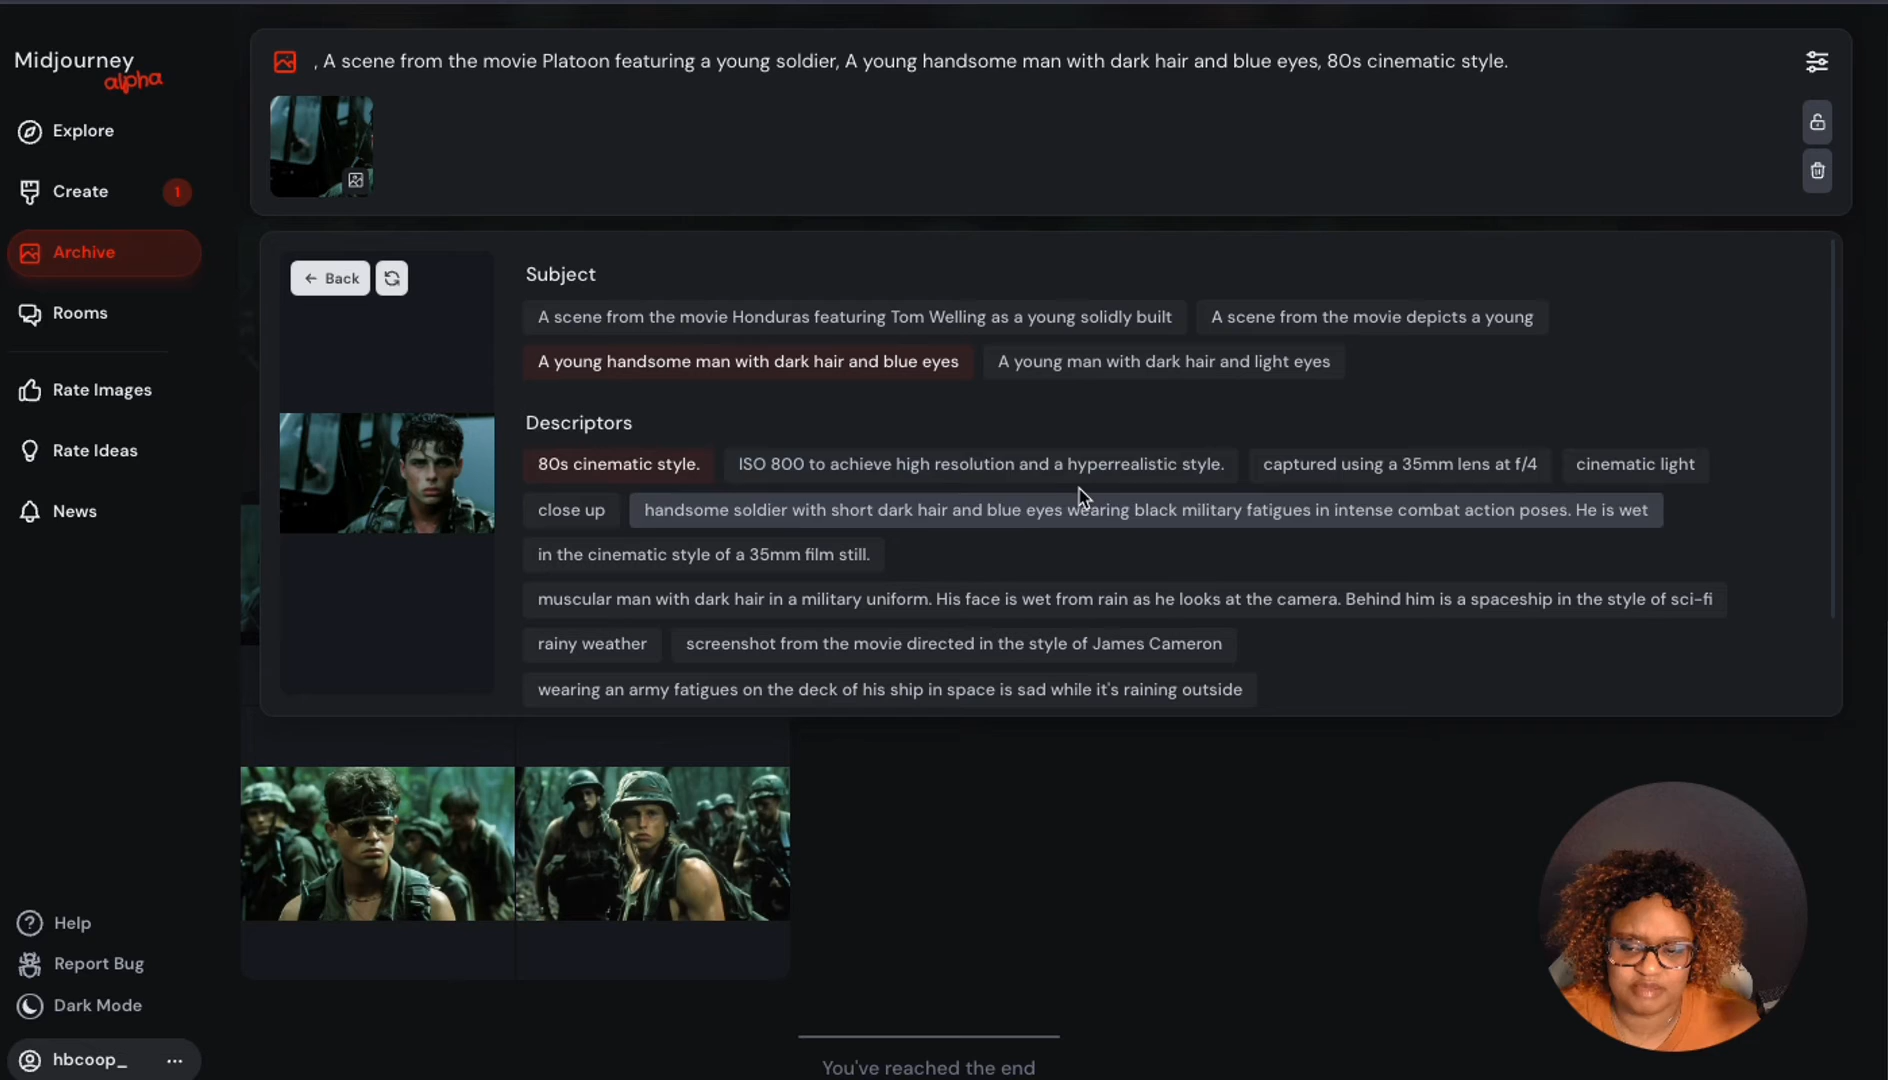 Midjourney
alpha
Explore
Create 1
Archive
Rooms
Rate Images
Rate Ideas
News
Help
Report Bug
Dark Mode
hbcoop_ ...
, A scene from the movie Platoon featuring a young soldier, A young handsome man with dark hair and blue eyes, 80s cinematic style.
← Back
Subject
A scene from the movie Honduras featuring Tom Welling as a young solidly built
A scene from the movie depicts a young
A young handsome man with dark hair and blue eyes
A young man with dark hair and light eyes
Descriptors
80s cinematic style.
ISO 800 to achieve high resolution and a hyperrealistic style.
captured using a 35mm lens at f/4
cinematic light
close up
handsome soldier with short dark hair and blue eyes wearing black military fatigues in intense combat action poses. He is wet
in the cinematic style of a 35mm film still.
muscular man with dark hair in a military uniform. His face is wet from rain as he looks at the camera. Behind him is a spaceship in the style of sci-fi
rainy weather
screenshot from the movie directed in the style of James Cameron
wearing an army fatigues on the deck of his ship in space is sad while it's raining outside
You've reached the end